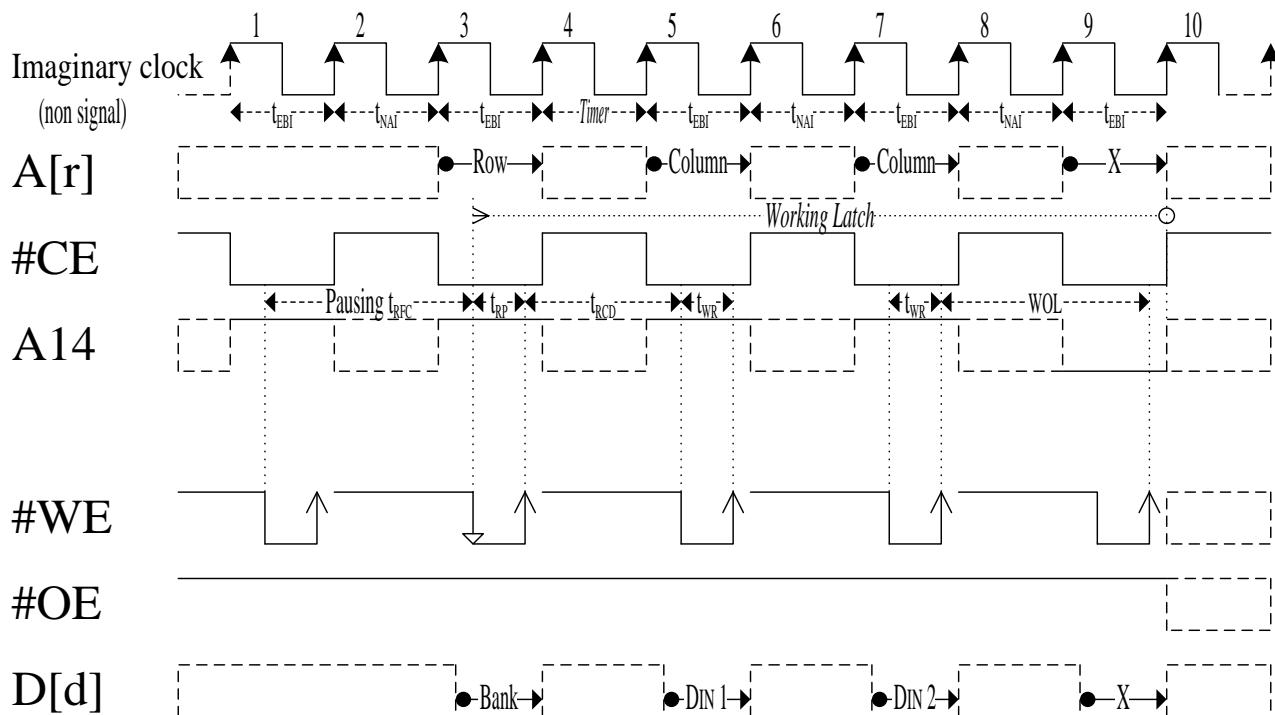 1 2 3 4 5 6 7 8 9 10
Imaginary clock
(non signal)
tEBI tNAI tEBI Timer tEBI tNAI tEBI tNAI tEBI
A[r] Row Column Column X
Working Latch
#CE
Pausing tRFC tRP tRCD tWR tWR WOL
A14
#WE
#OE
D[d] Bank DIN 1 DIN 2 X